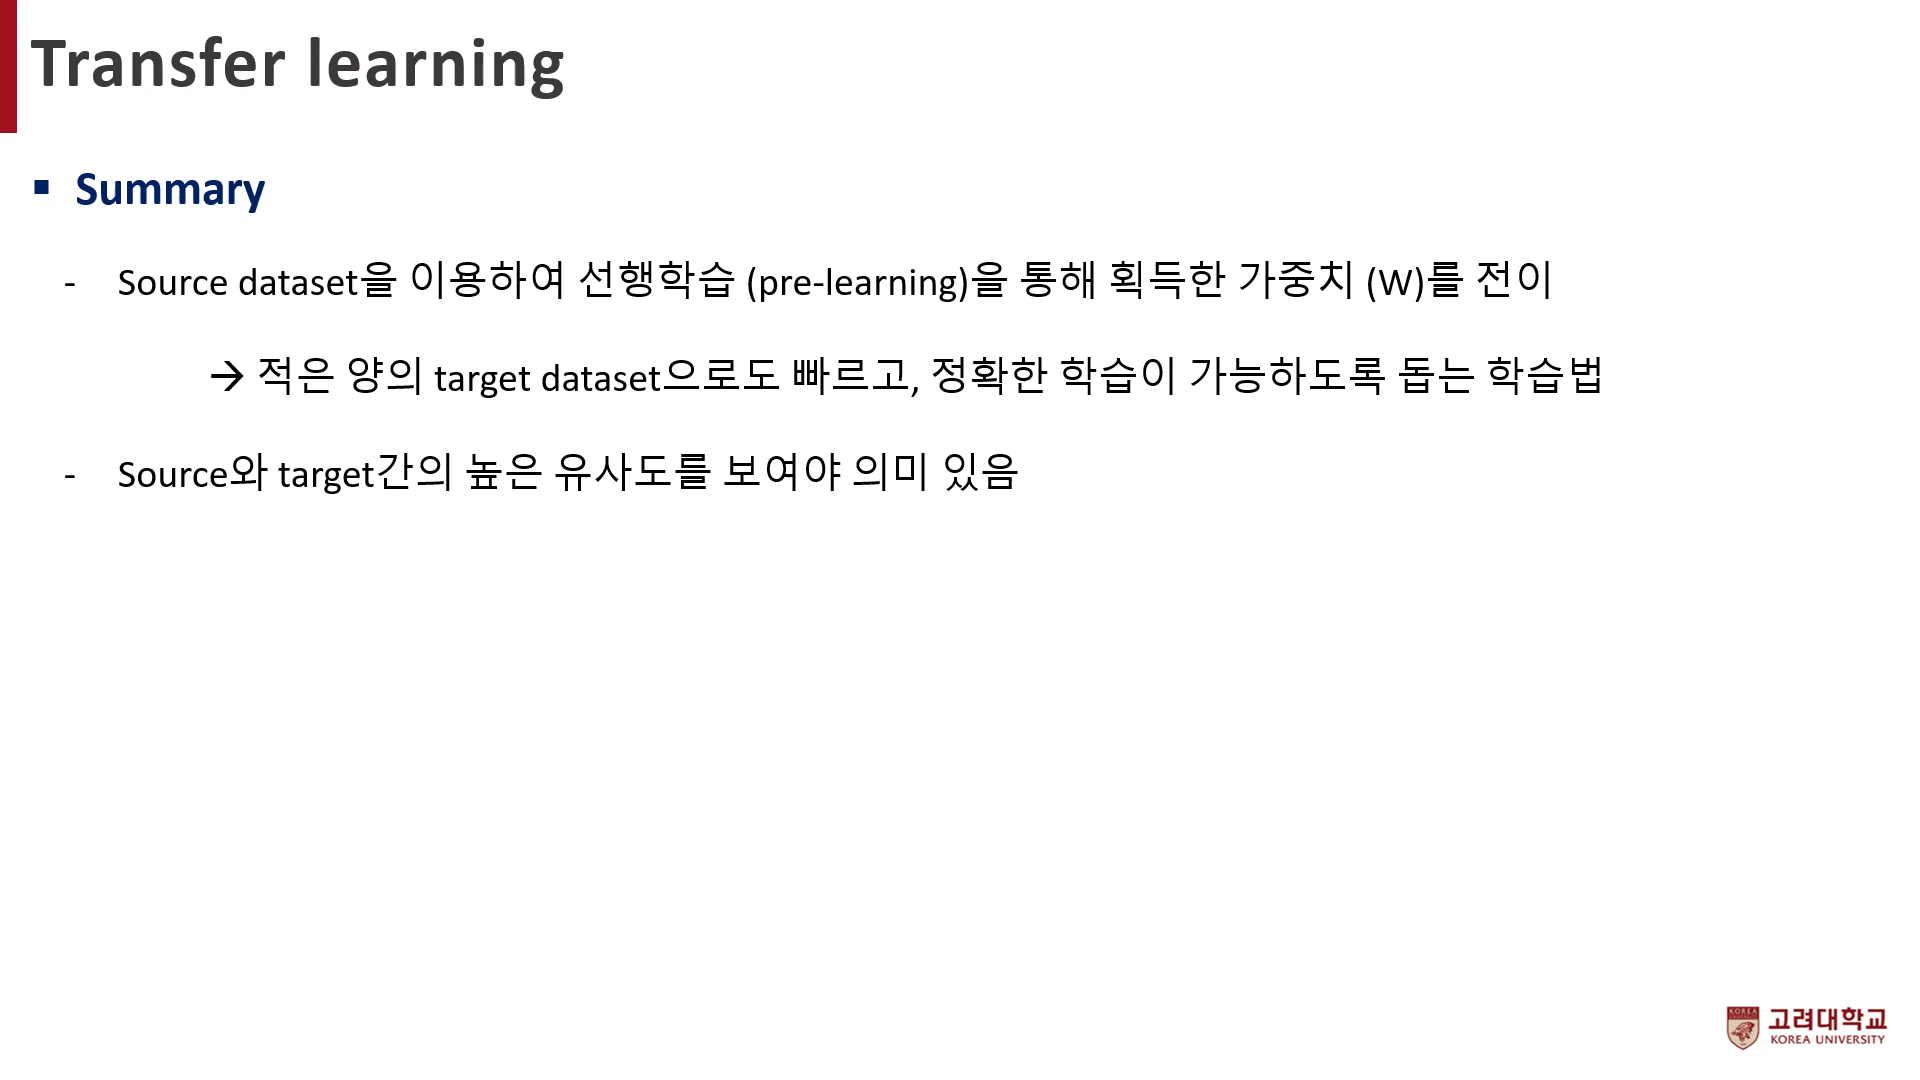 Transfer learning
▪ Summary
- Source dataset을 이용하여 선행학습 (pre-learning)을 통해 획득한 가중치 (W)를 전이
→ 적은 양의 target dataset으로도 빠르고, 정확한 학습이 가능하도록 돕는 학습법
- Source와 target간의 높은 유사도를 보여야 의미 있음
KOREA
고려대학교
KOREA UNIVERSITY